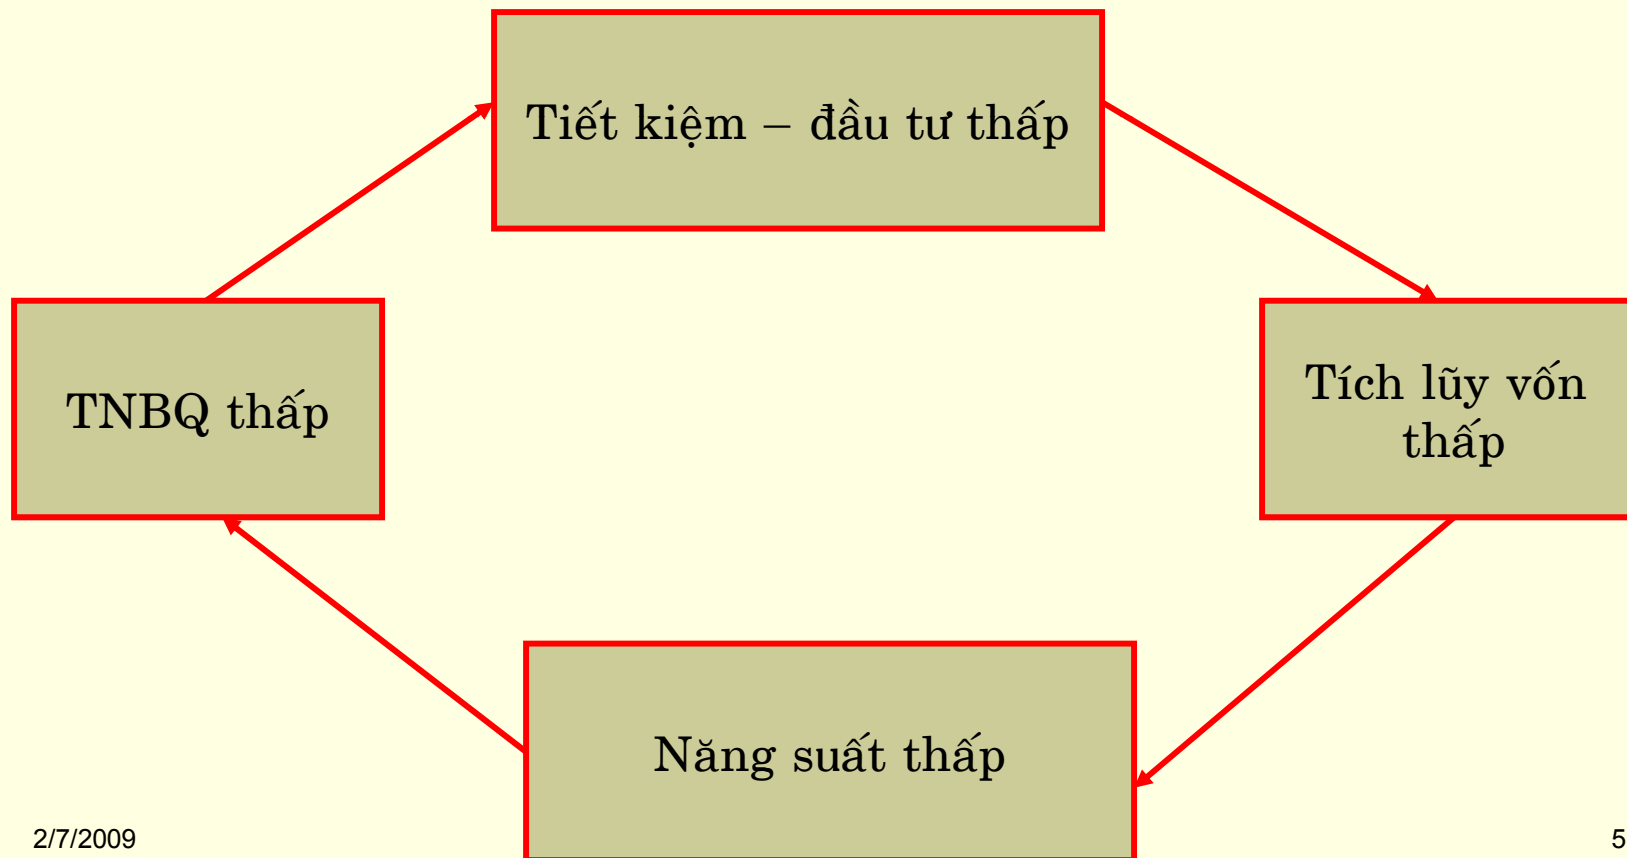 Tiết kiệm – đầu tư thấp
TNBQ thấp
Tích lũy vốn
thấp
Năng suất thấp
2/7/2009
5